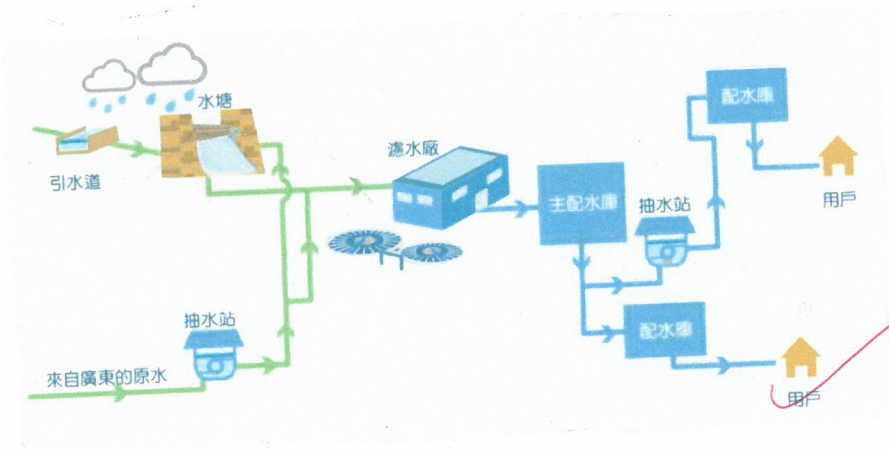 水塘
引水道
濾水廠
主配水庫
抽水站
配水庫
用戶
抽水站
來自廣東的原水
配水庫
用戶